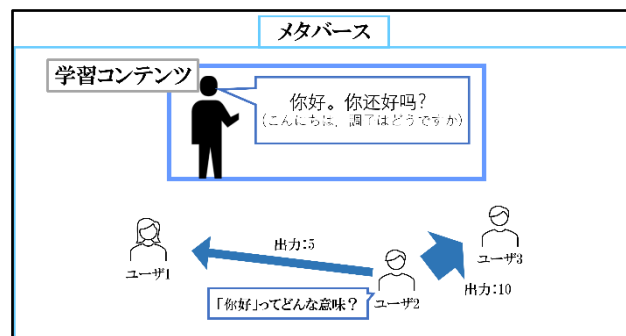 メタバース
学習コンテンツ
你好。你还好吗?
(こんにちは、調子はどうですか)
ユーザ1
出力:5
ユーザ2
ユーザ3
出力:10
「你好」ってどんな意味？